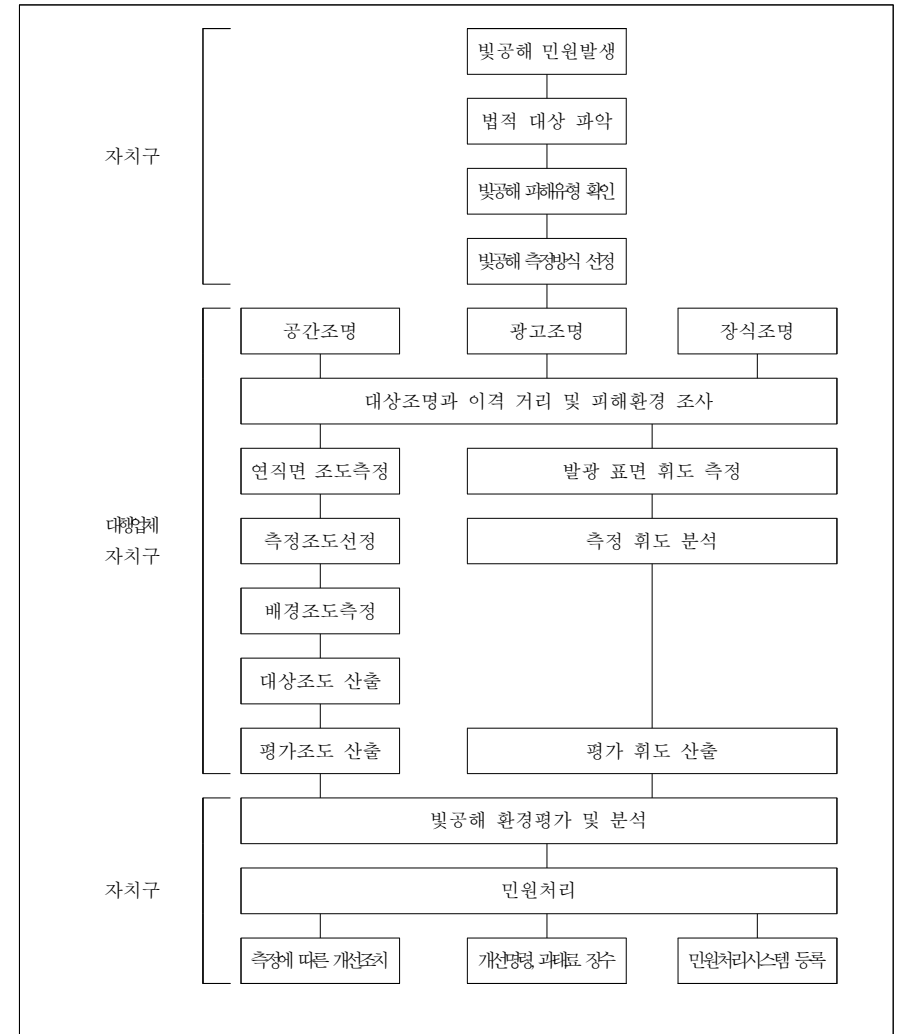 빛공해 민원발생
법적 대상 파악
자치구
빛공해 피해유형 확인
빛공해 측정방식 선정
공간조명
광고조명
장식조명
대상조명과 이격 거리 및 피해환경 조사
연직면 조도측정
발광 표면 휘도 측정
대행업체
자치구
측정조도선정
측정 휘도 분석
배경조도측정
대상조도 산출
평가조도 산출
평가 휘도 산출
빛공해 환경평가 및 분석
자치구
민원처리
측정에 따른 개선조치
개선명령, 과태료 징수
민원처리시스템 등록